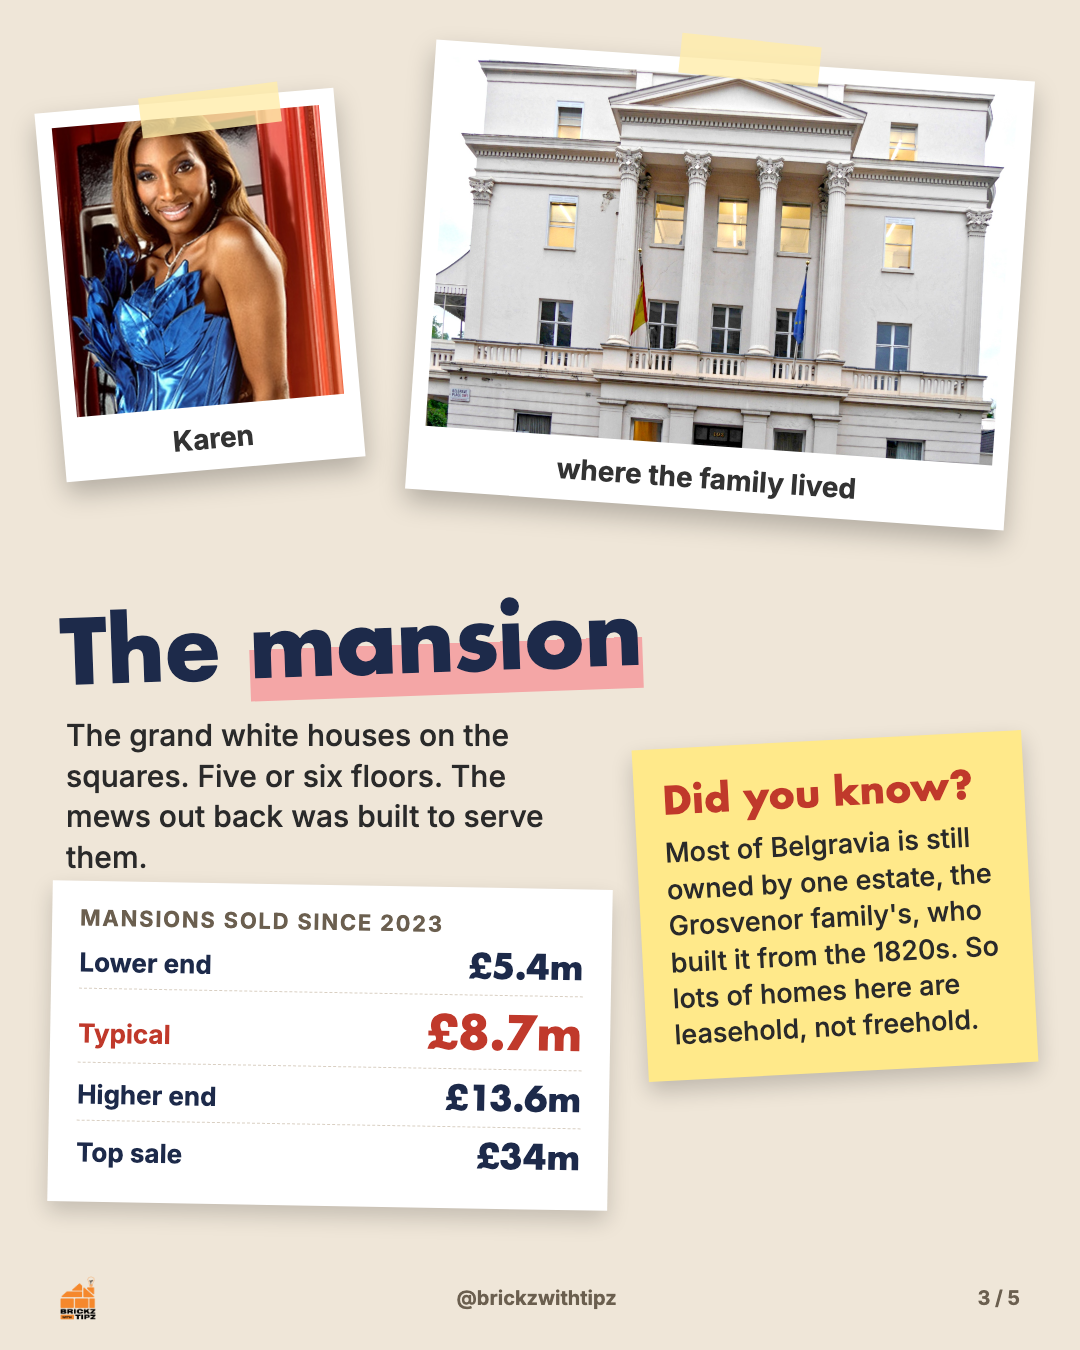 Karen
where the family lived
The mansion
The grand white houses on the
squares. Five or six floors. The
mews out back was built to serve
them.
MANSIONS SOLD SINCE 2023
Lower end £5.4m
Typical £8.7m
Higher end £13.6m
Top sale £34m
Did you know?
Most of Belgravia is still
owned by one estate, the
Grosvenor family's, who
built it from the 1820s. So
lots of homes here are
leasehold, not freehold.
BRICKZ
WITH
TIPZ
@brickzwithtipz
3 / 5